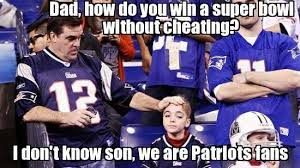 Dad, how do you win a super bowl
without cheating?
12
I don't know son, we are Patriots fans